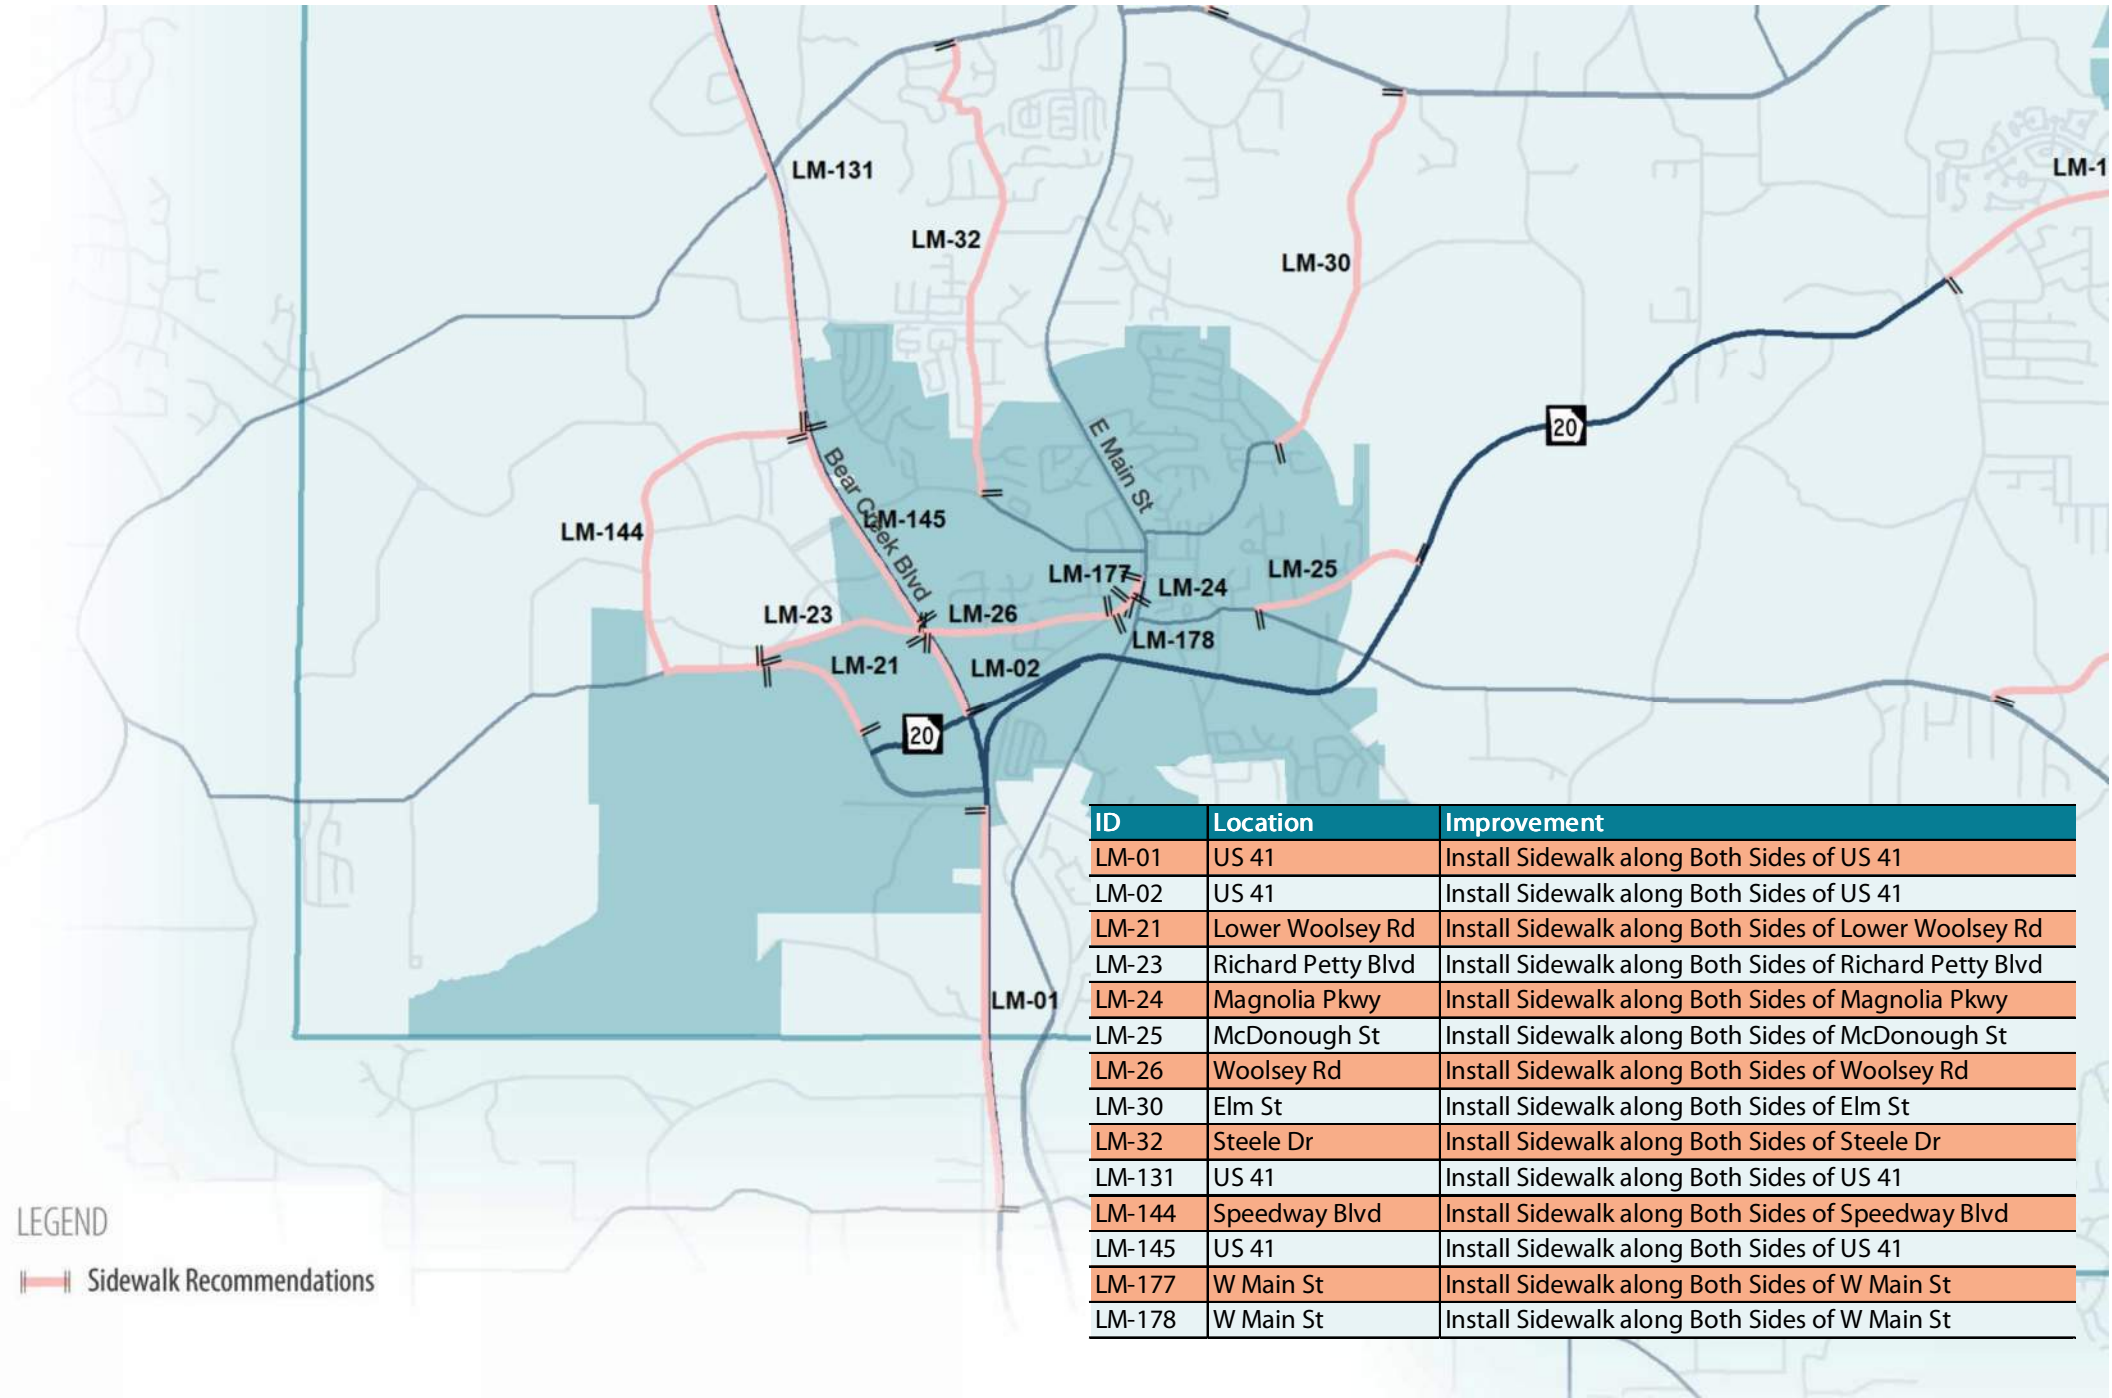 LM-131
LM-1
LM-32
LM-30
20
E Main St
Bear Creek Blvd
LM-145
LM-144
LM-177
LM-24
LM-25
LM-23
LM-26
LM-178
LM-21
LM-02
20
LM-01
ID Location Improvement
LM-01 US 41 Install Sidewalk along Both Sides of US 41
LM-02 US 41 Install Sidewalk along Both Sides of US 41
LM-21 Lower Woolsey Rd Install Sidewalk along Both Sides of Lower Woolsey Rd
LM-23 Richard Petty Blvd Install Sidewalk along Both Sides of Richard Petty Blvd
LM-24 Magnolia Pkwy Install Sidewalk along Both Sides of Magnolia Pkwy
LM-25 McDonough St Install Sidewalk along Both Sides of McDonough St
LM-26 Woolsey Rd Install Sidewalk along Both Sides of Woolsey Rd
LM-30 Elm St Install Sidewalk along Both Sides of Elm St
LM-32 Steele Dr Install Sidewalk along Both Sides of Steele Dr
LM-131 US 41 Install Sidewalk along Both Sides of US 41
LM-144 Speedway Blvd Install Sidewalk along Both Sides of Speedway Blvd
LM-145 US 41 Install Sidewalk along Both Sides of US 41
LM-177 W Main St Install Sidewalk along Both Sides of W Main St
LM-178 W Main St Install Sidewalk along Both Sides of W Main St
LEGEND
Sidewalk Recommendations